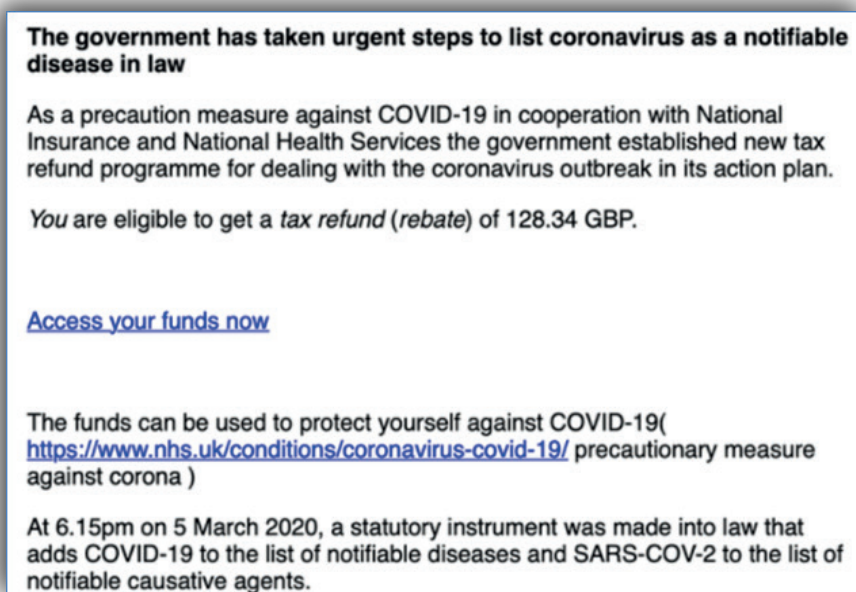 The government has taken urgent steps to list coronavirus as a notifiable
disease in law
As a precaution measure against COVID-19 in cooperation with National
Insurance and National Health Services the government established new tax
refund programme for dealing with the coronavirus outbreak in its action plan.
You are eligible to get a tax refund (rebate) of 128.34 GBP.
Access your funds now
The funds can be used to protect yourself against COVID-19(
https://www.nhs.uk/conditions/coronavirus-covid-19/ precautionary measure
against corona )
At 6.15pm on 5 March 2020, a statutory instrument was made into law that
adds COVID-19 to the list of notifiable diseases and SARS-COV-2 to the list of
notifiable causative agents.